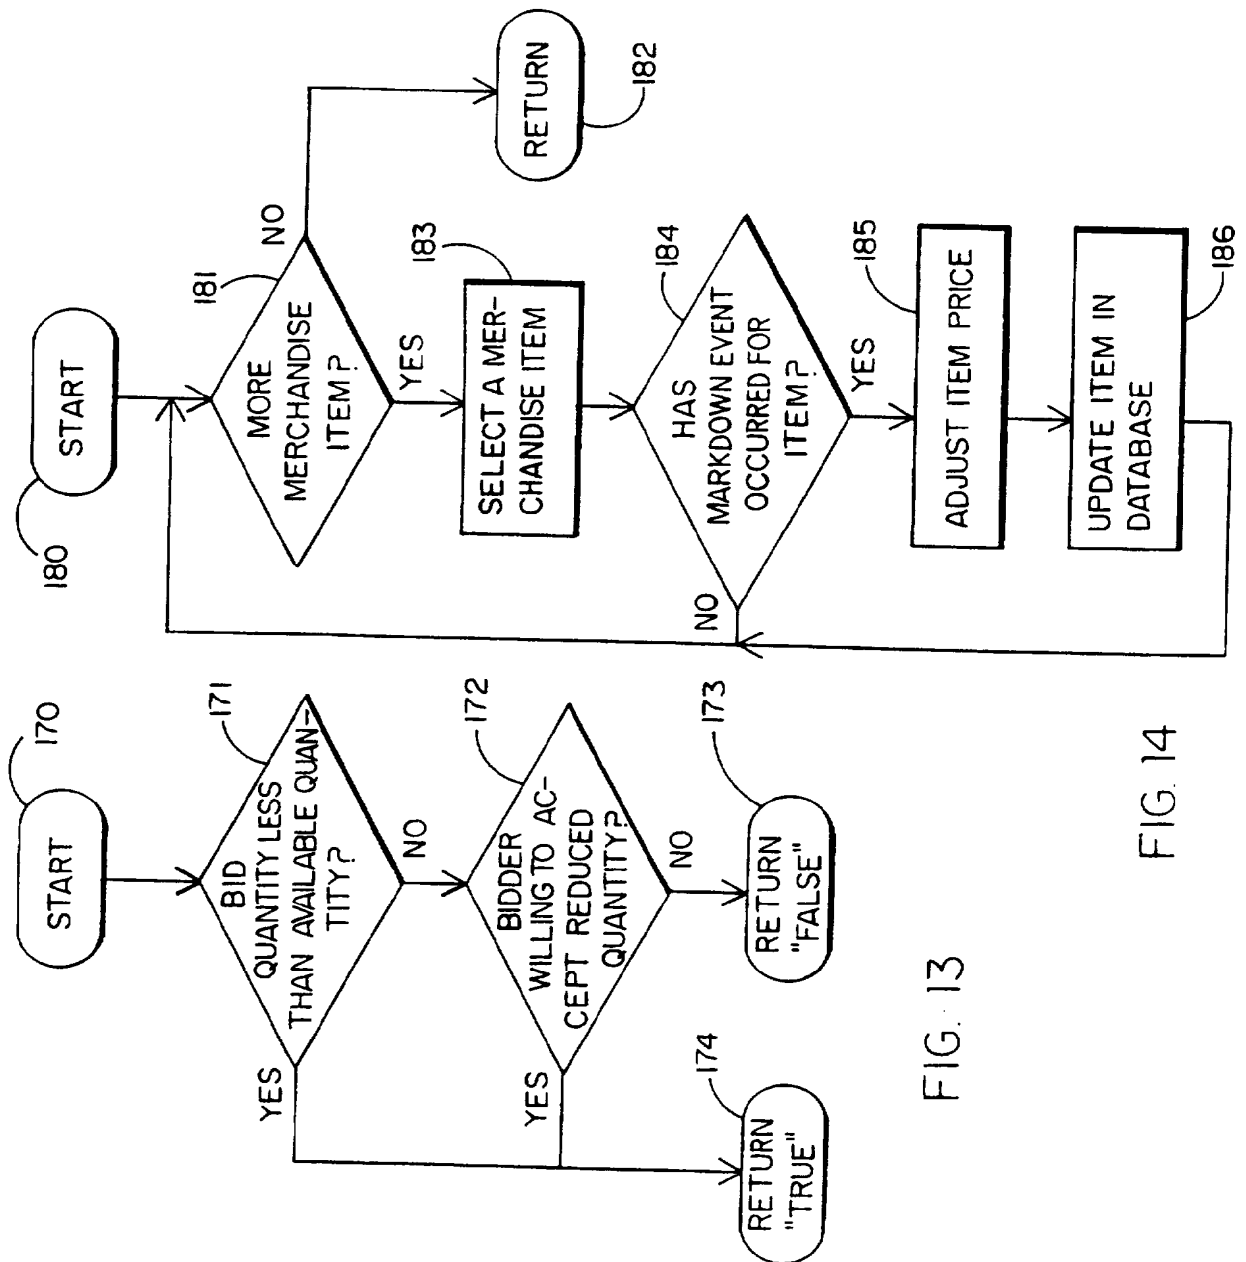 170
START
171
BID
QUANTITY LESS
THAN AVAILABLE QUAN-
TITY?
YES
NO
172
BIDDER
WILLING TO AC-
CEPT REDUCED
QUANTITY?
YES
NO
174
RETURN
"TRUE"
173
RETURN
"FALSE"
FIG. 13
180
START
181
MORE
MERCHANDISE
ITEM?
NO
YES
RETURN
182
183
SELECT A MER-
CHANDISE ITEM
184
HAS
MARKDOWN EVENT
OCCURRED FOR
ITEM?
NO
YES
185
ADJUST ITEM PRICE
UPDATE ITEM IN
DATABASE
186
FIG. 14